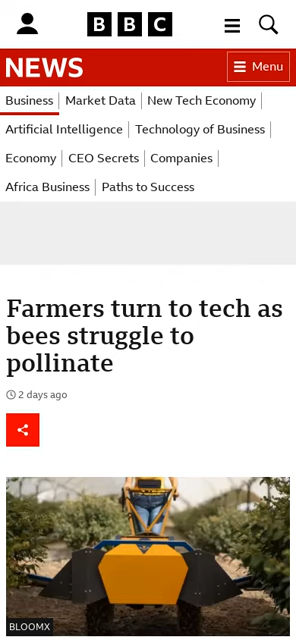 BBC
NEWS
Menu
Business
Market Data
New Tech Economy
Artificial Intelligence
Technology of Business
Economy
CEO Secrets
Companies
Africa Business
Paths to Success
Farmers turn to tech as
bees struggle to
pollinate
2 days ago
BLOOMX